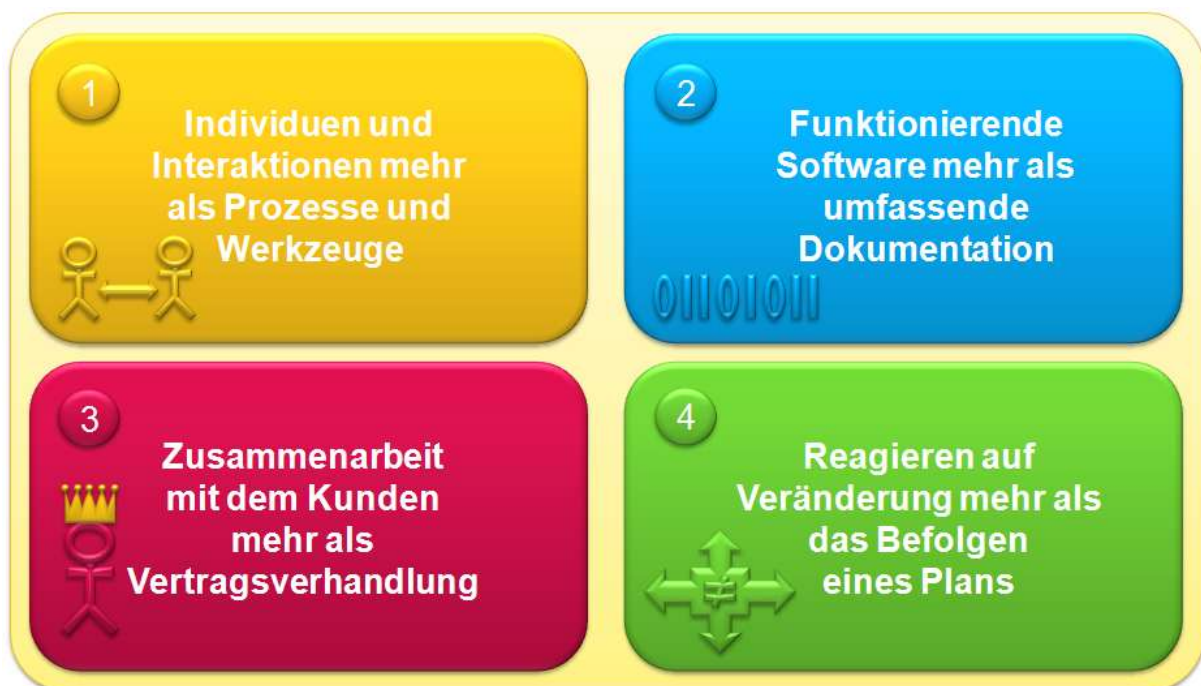 1
Individuen und
Interaktionen mehr
als Prozesse und
Werkzeuge
2
Funktionierende
Software mehr als
umfassende
Dokumentation
01101011
3
Zusammenarbeit
mit dem Kunden
mehr als
Vertragsverhandlung
4
Reagieren auf
Veränderung mehr als
das Befolgen
eines Plans
≠